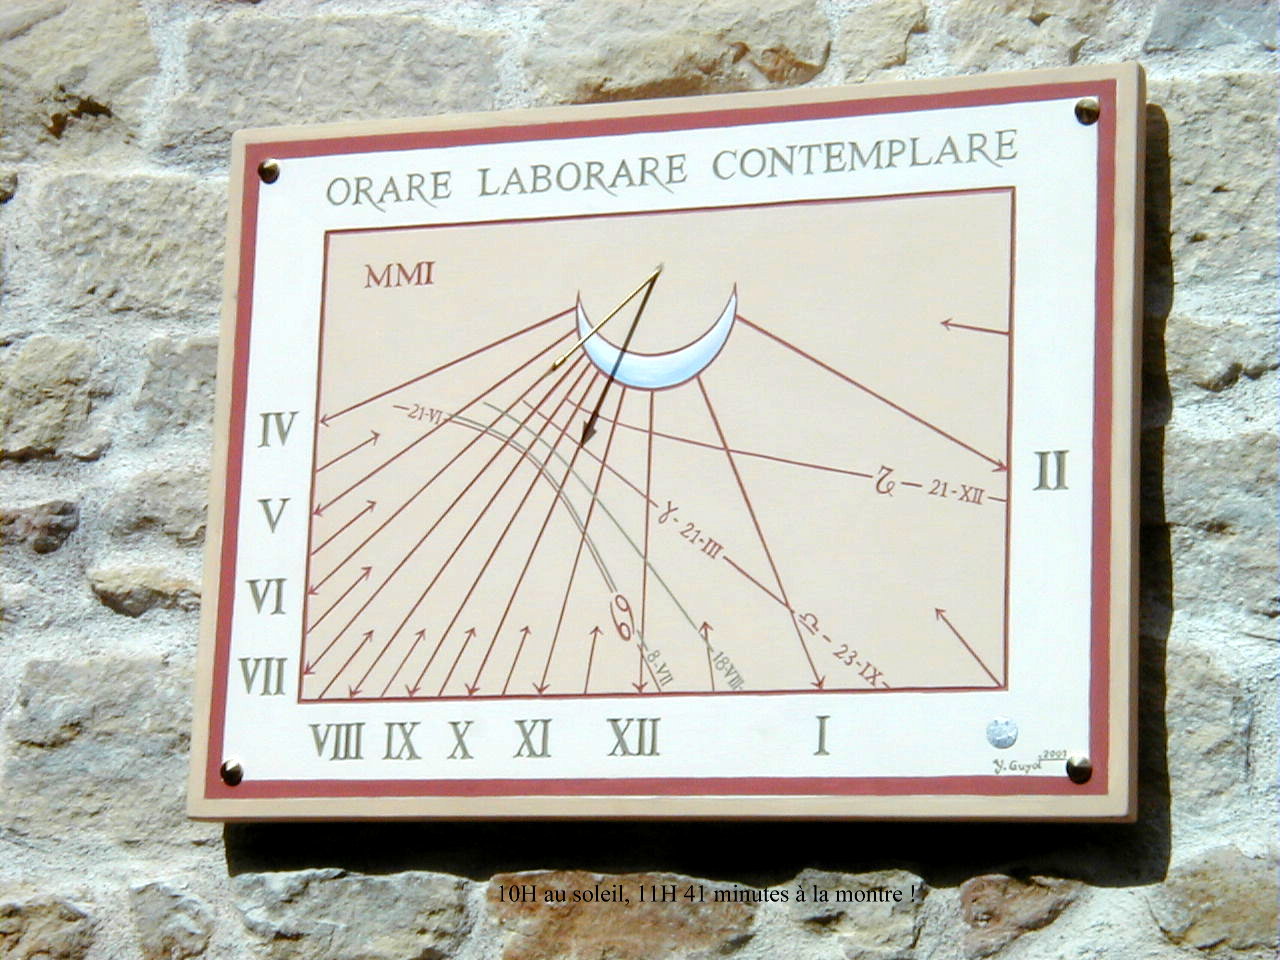 ORARE LABORARE CONTEMPLARE
MMI
IV
21-VI
V
VI
VII
II
♑ 21-XII
♈ - 21-III
♎ - 23-IX
♋ 8-VII
18-VIII
VIII IX X XI XII I
2001
Y. Guyot
10H au soleil, 11H 41 minutes à la montre !